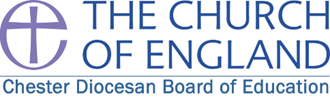 THE CHURCH
OF ENGLAND
Chester Diocesan Board of Education